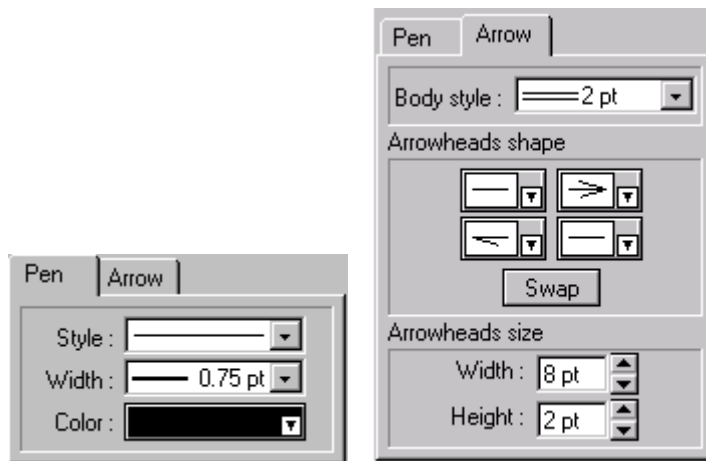 Pen Arrow
Style :
Width : 0.75 pt
Color :
Pen Arrow
Body style : 2 pt
Arrowheads shape
Swap
Arrowheads size
Width : 8 pt
Height : 2 pt